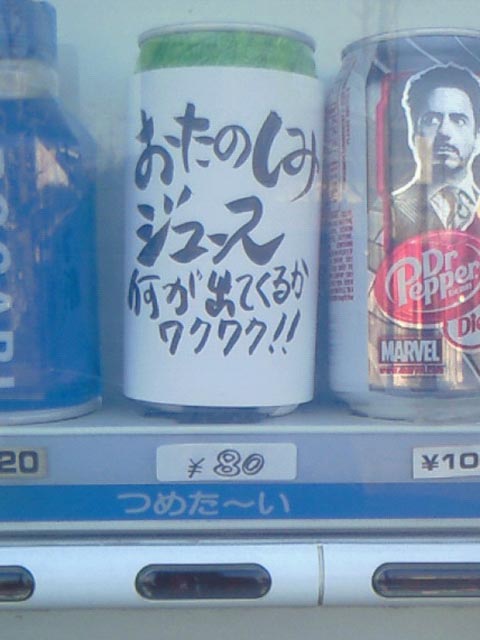 おたのしみ
ジュース
何が出てくるか
ワクワク!!
Dr
Pepper
MARVEL
20
¥80
¥10
つめた〜い